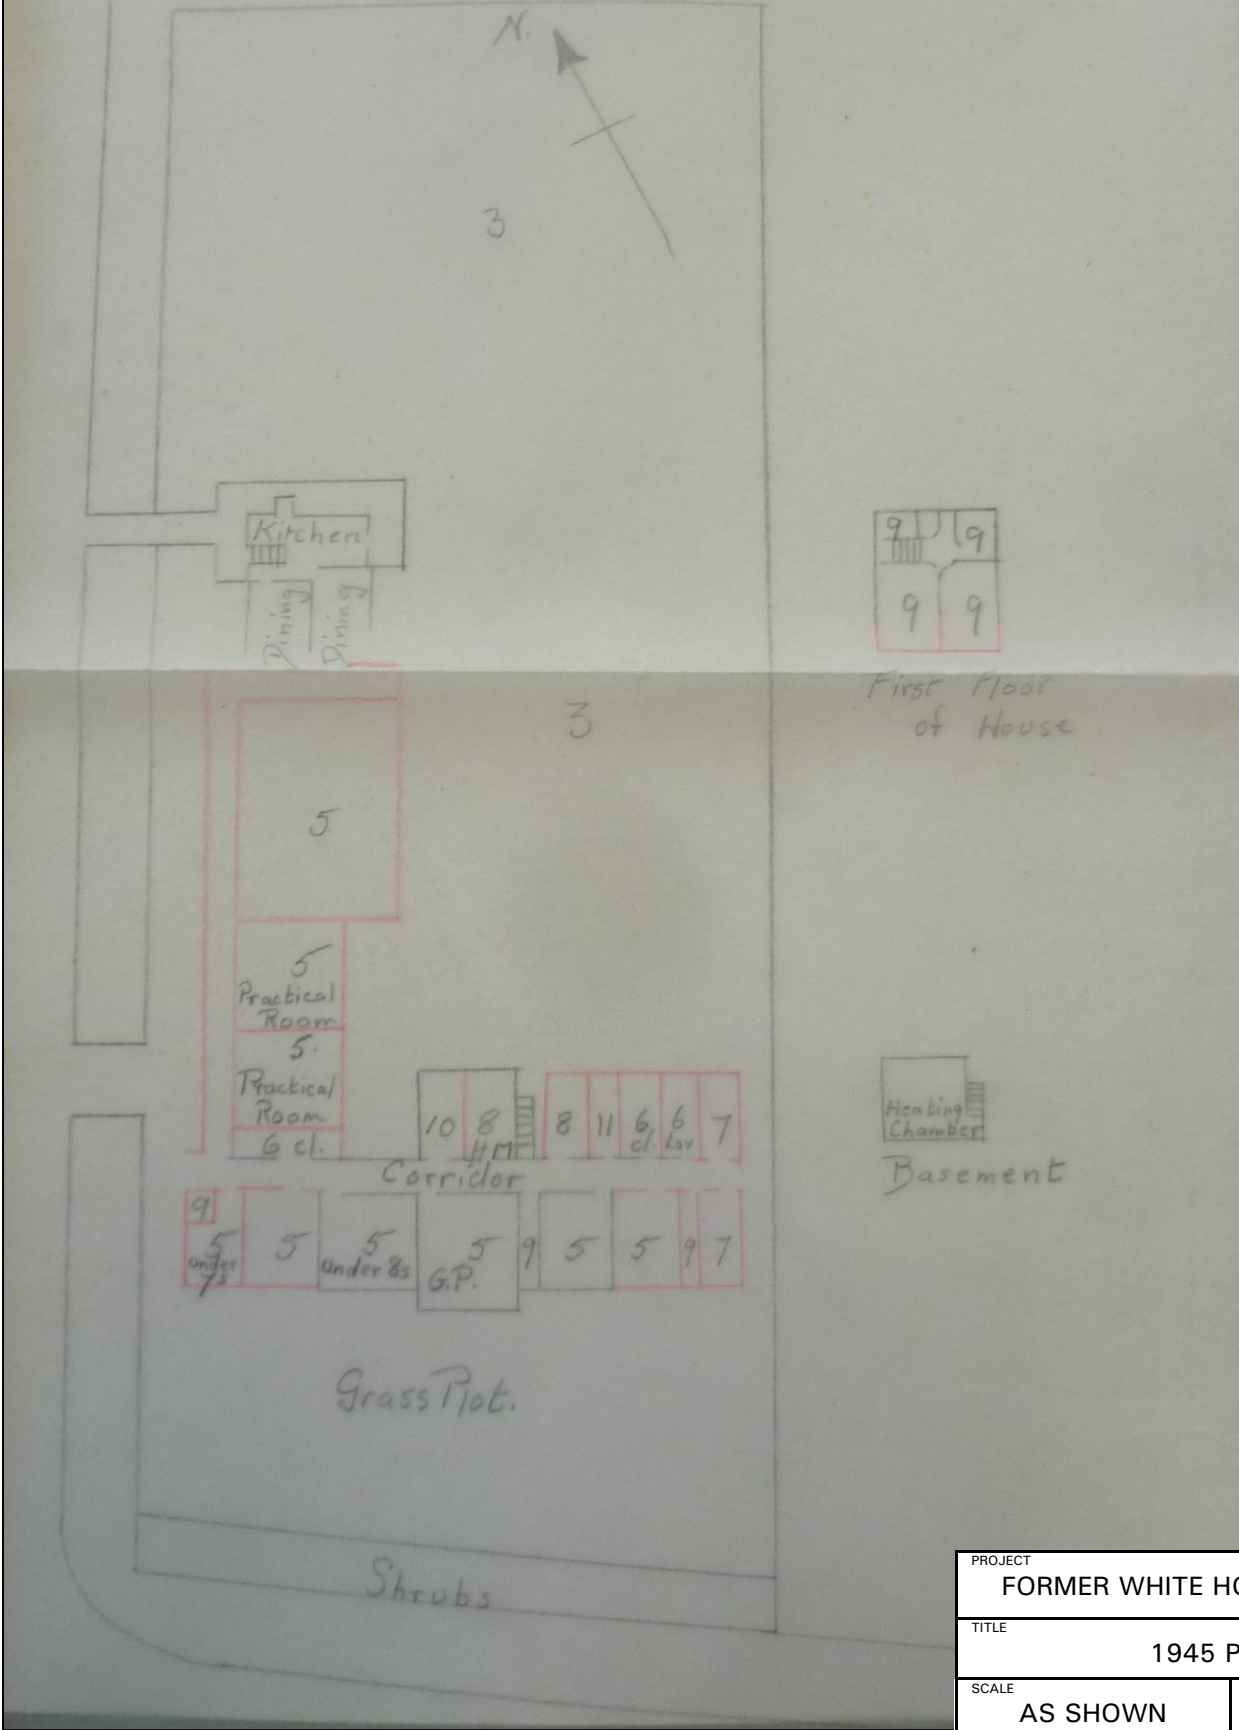 N.
3
Kitchen
Dining
Dining
9
9
9
9
First Floor
of House
3
5
5
Practical
Room
5.
Practical
Room
6 cl.
10
8
HM
8
11
6
cl.
6
Lav
7
Corridor
9
5
under
7s
5
5
under 8s
5
G.P.
9
5
5
9
7
Heating
Chamber
Basement
Grass Plot.
Shrubs
PROJECT
FORMER WHITE
TITLE
1945
SCALE
AS SHOWN